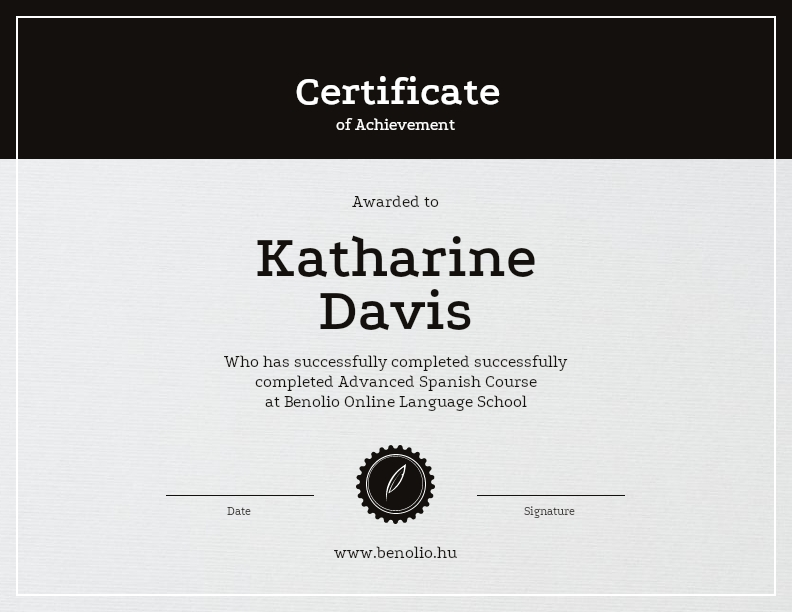 Certificate
of Achievement
Awarded to
Katharine
Davis
Who has successfully completed successfully
completed Advanced Spanish Course
at Benolio Online Language School
Date
Signature
www.benolio.hu